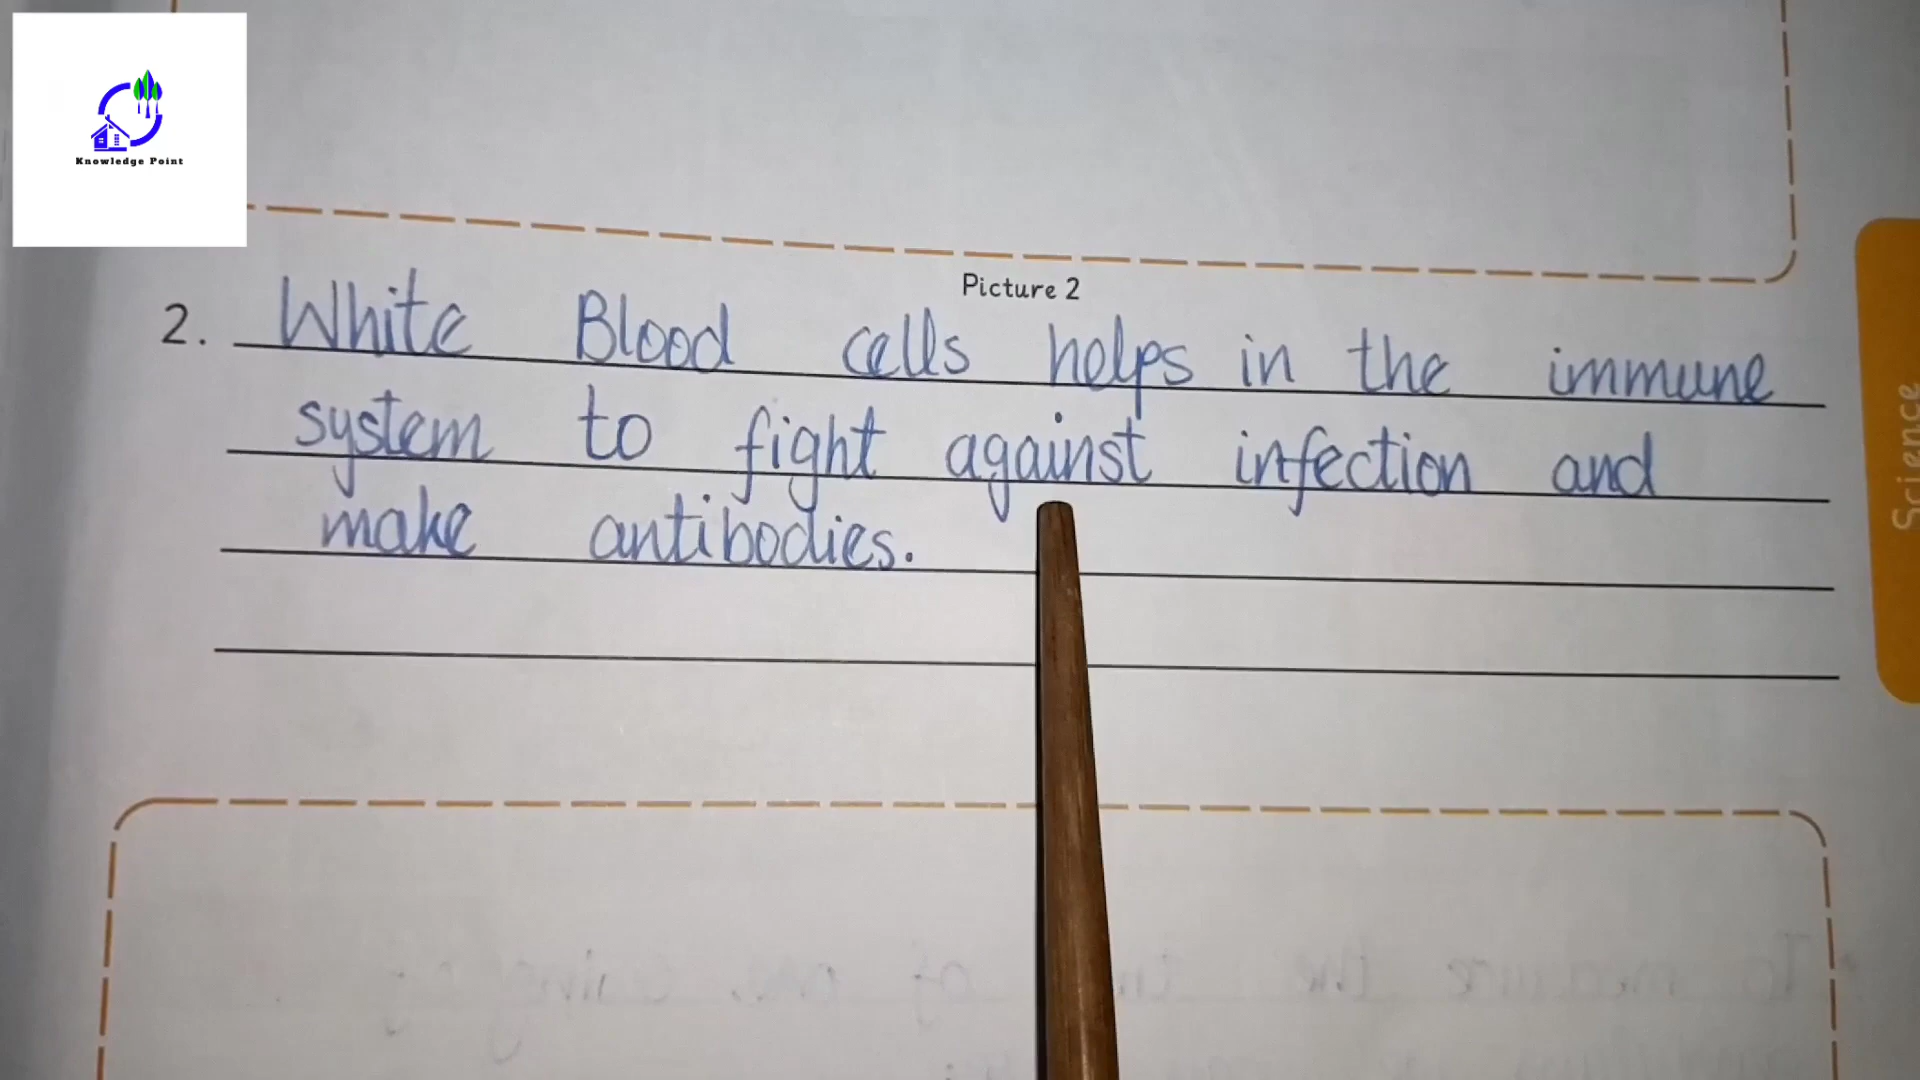 Knowledge Point
Picture 2
2. White Blood cells helps in the immune
system to fight against infection and
make antibodies.
Science